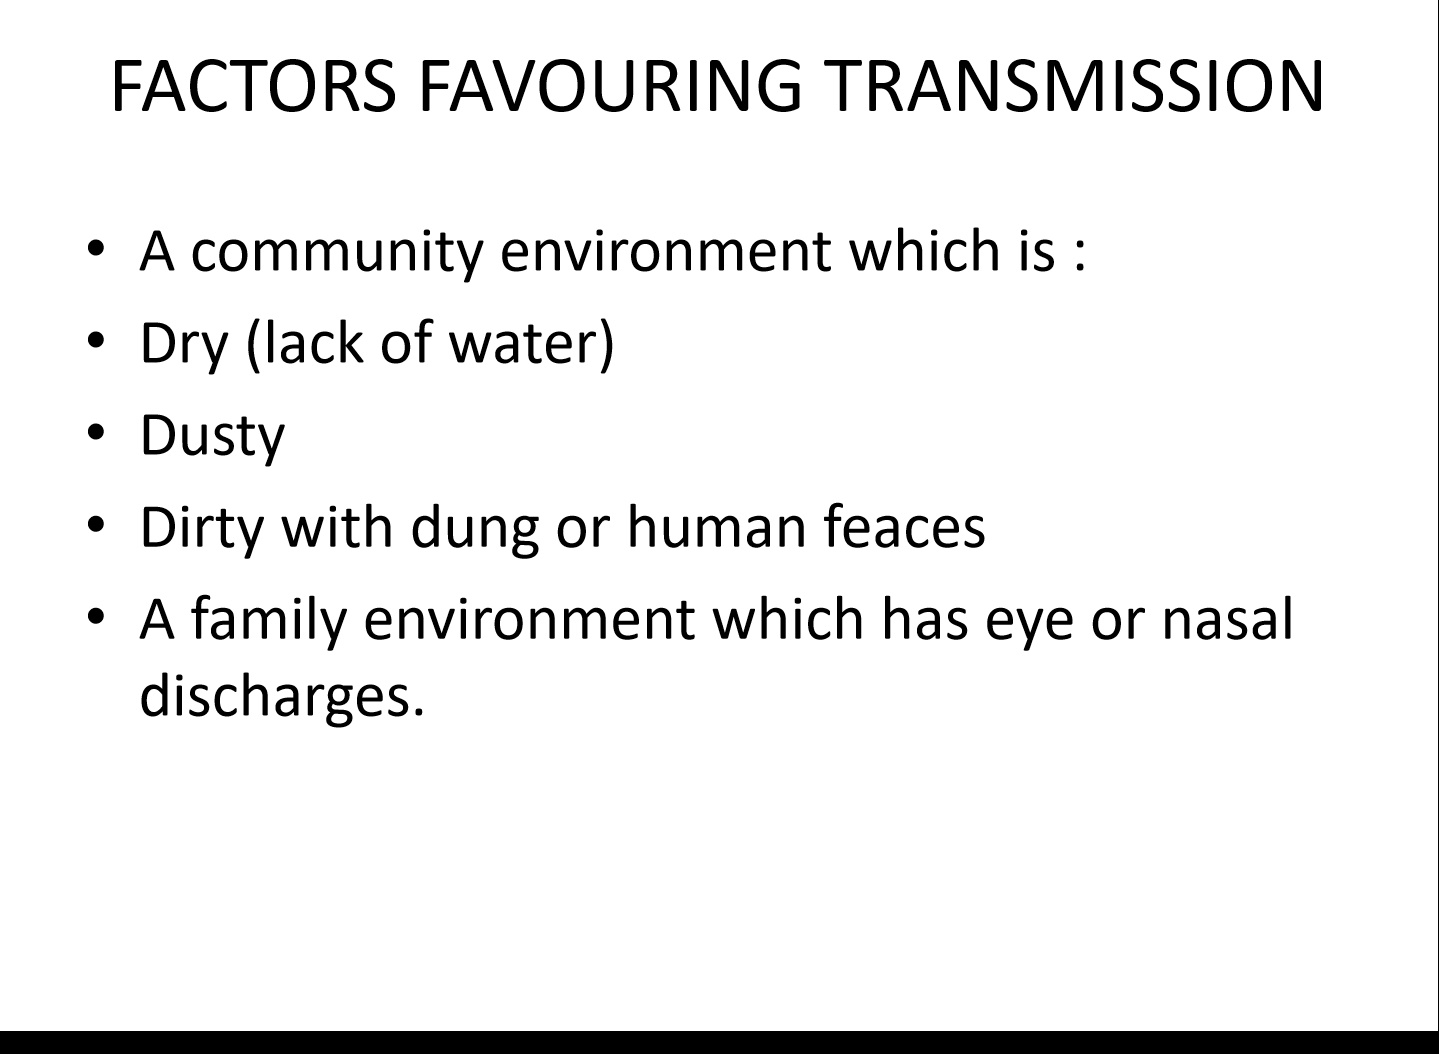 FACTORS FAVOURING TRANSMISSION
• A community environment which is :
• Dry (lack of water)
• Dusty
• Dirty with dung or human feaces
• A family environment which has eye or nasal
discharges.